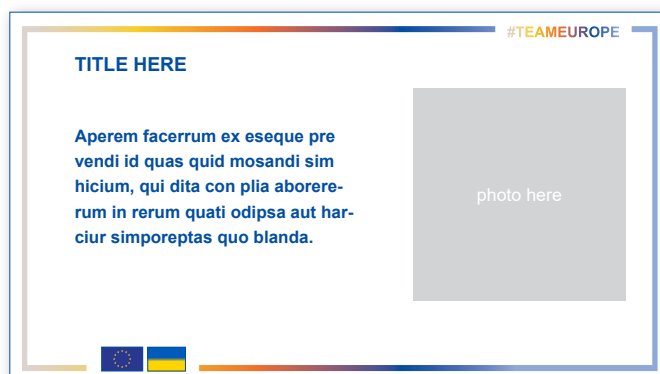 #TEAMEUROPE
TITLE HERE
Aperem facerrum ex eseque pre
vendi id quas quid mosandi sim
hicium, qui dita con plia aborere-
rum in rerum quati odipsa aut har-
ciur simporeptas quo blanda.
photo here